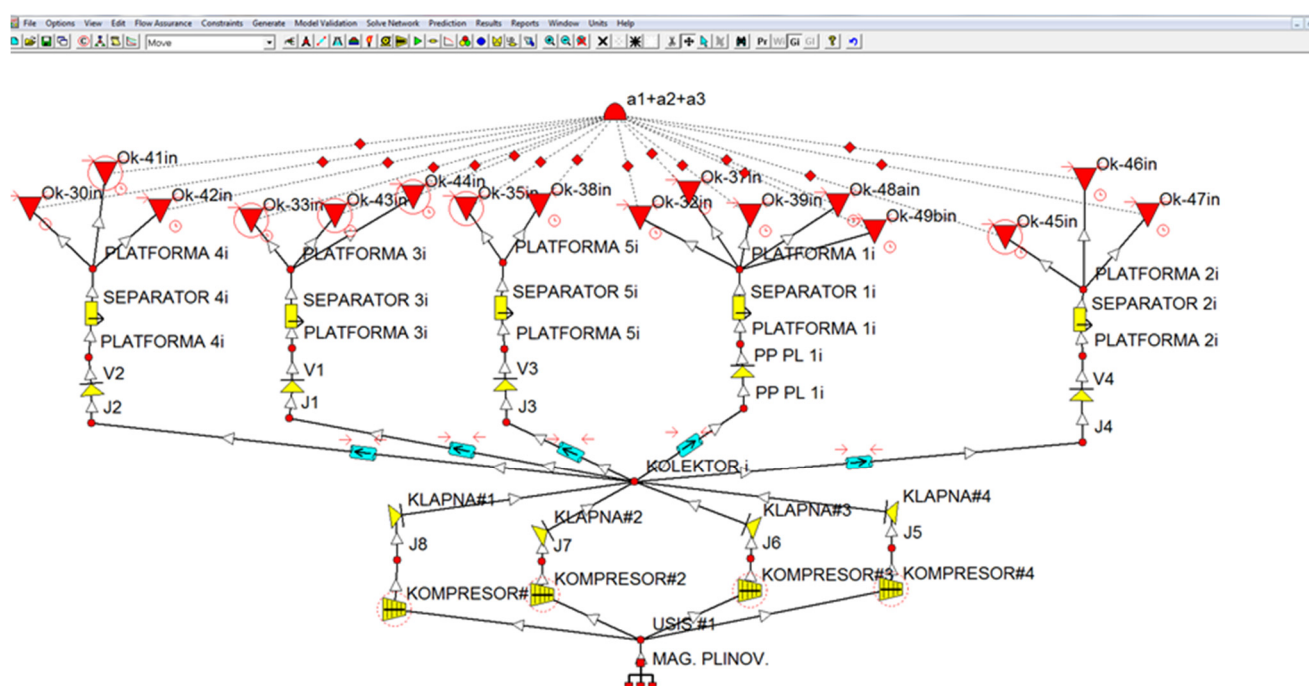 File Options View Edit Flow Assurance Constraints Generate Model Validation Solve Network Prediction Results Reports Window Units Help
Move Pr Wi Gi Gl
a1+a2+a3
Ok-41in Ok-30in Ok-42in Ok-33in Ok-43in Ok-44in Ok-35in Ok-38in Ok-32in Ok-37in Ok-39in Ok-48ain Ok-49bin Ok-45in Ok-46in Ok-47in
PLATFORMA 4i PLATFORMA 3i PLATFORMA 5i PLATFORMA 1i PLATFORMA 2i
SEPARATOR 4i SEPARATOR 3i SEPARATOR 5i SEPARATOR 1i SEPARATOR 2i
PLATFORMA 4i PLATFORMA 3i PLATFORMA 5i PLATFORMA 1i PLATFORMA 2i
V2 V1 V3 PP PL 1i V4
J2 J1 J3 PP PL 1i J4
KOLEKTOR i
KLAPNA#1 KLAPNA#2 KLAPNA#3 KLAPNA#4
J8 J7 J6 J5
KOMPRESOR# KOMPRESOR#2 KOMPRESOR#3 KOMPRESOR#4
USIS #1
MAG. PLINOV.